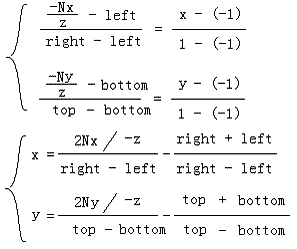 (-Nx/z - left) / (right - left) = (x - (-1)) / (1 - (-1))
(-Ny/z - bottom) / (top - bottom) = (y - (-1)) / (1 - (-1))
x = (2Nx / -z) / (right - left) - (right + left) / (right - left)
y = (2Ny / -z) / (top - bottom) - (top + bottom) / (top - bottom)